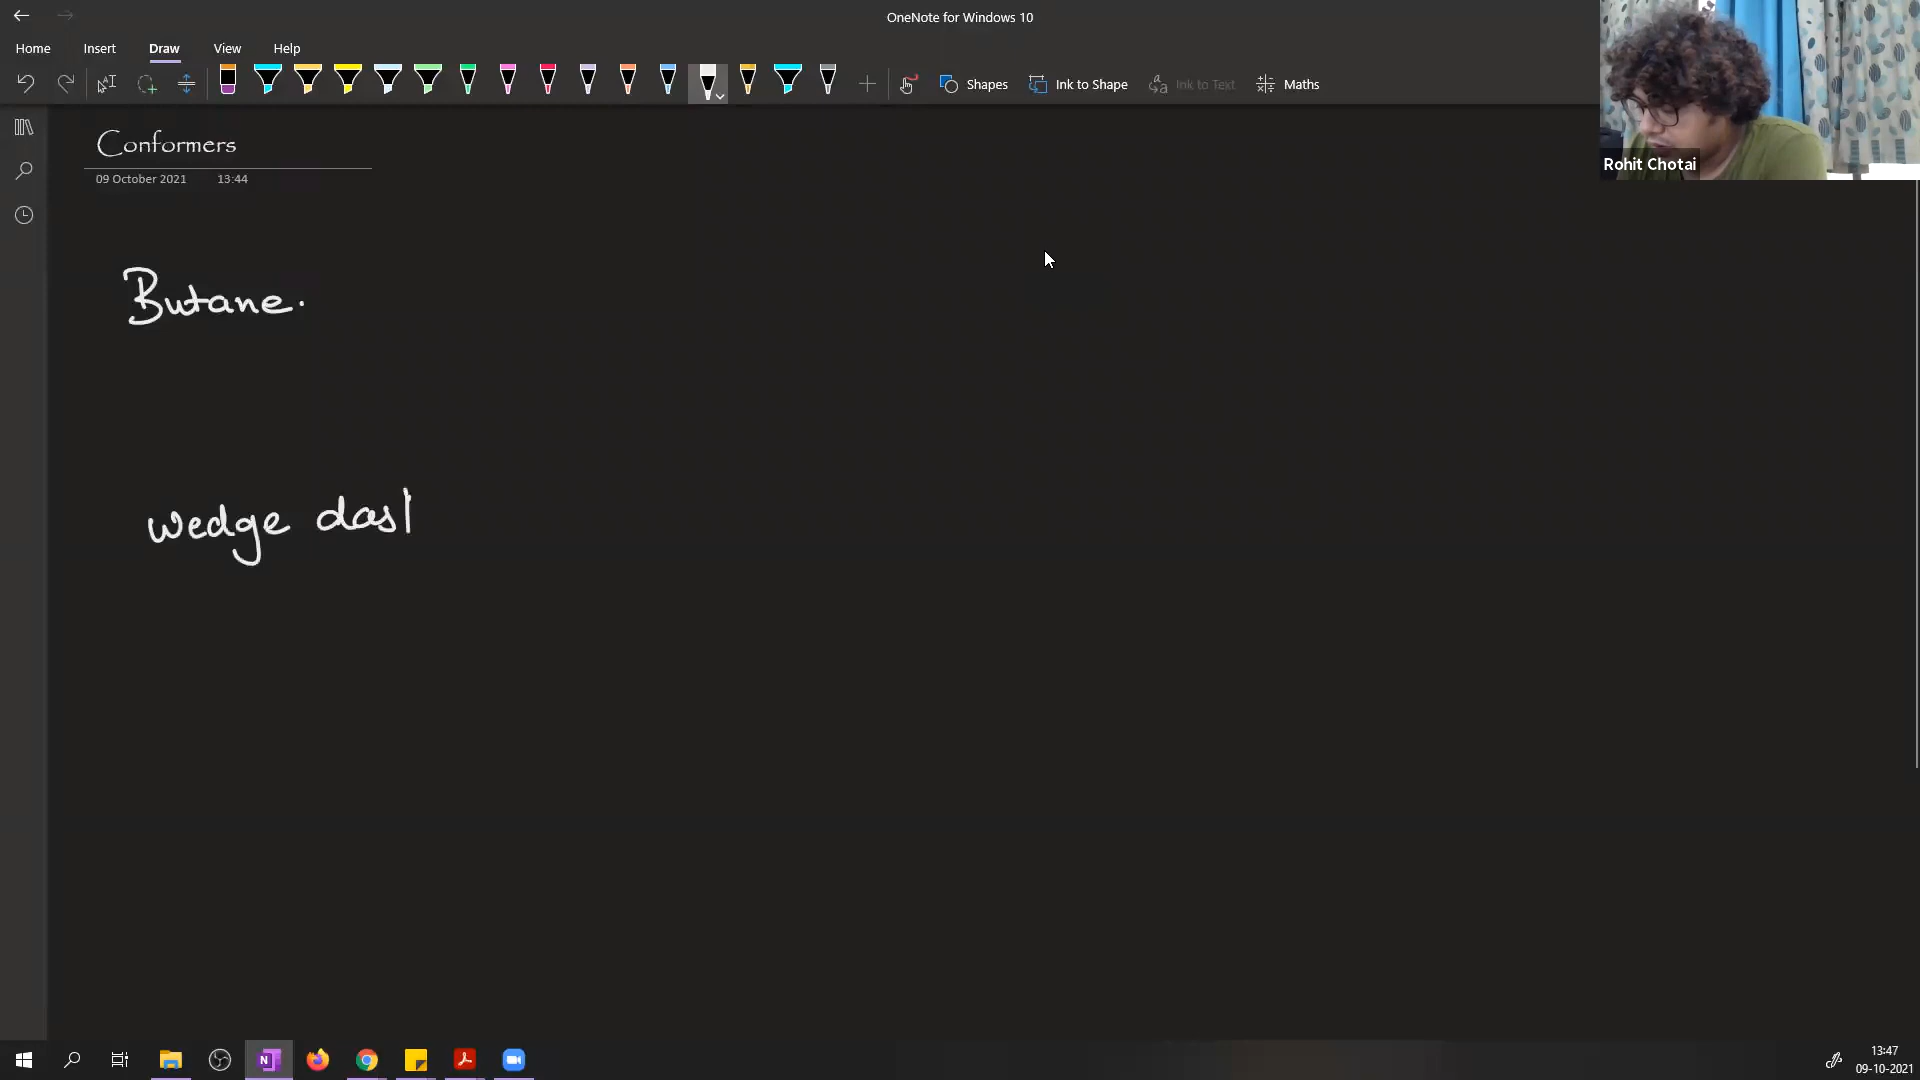 OneNote for Windows 10
Home Insert Draw View Help
Shapes Ink to Shape Ink to Text Maths
Rohit Chotai
Conformers
09 October 2021 13:44
Butane.
wedge das|
13:47
09-10-2021